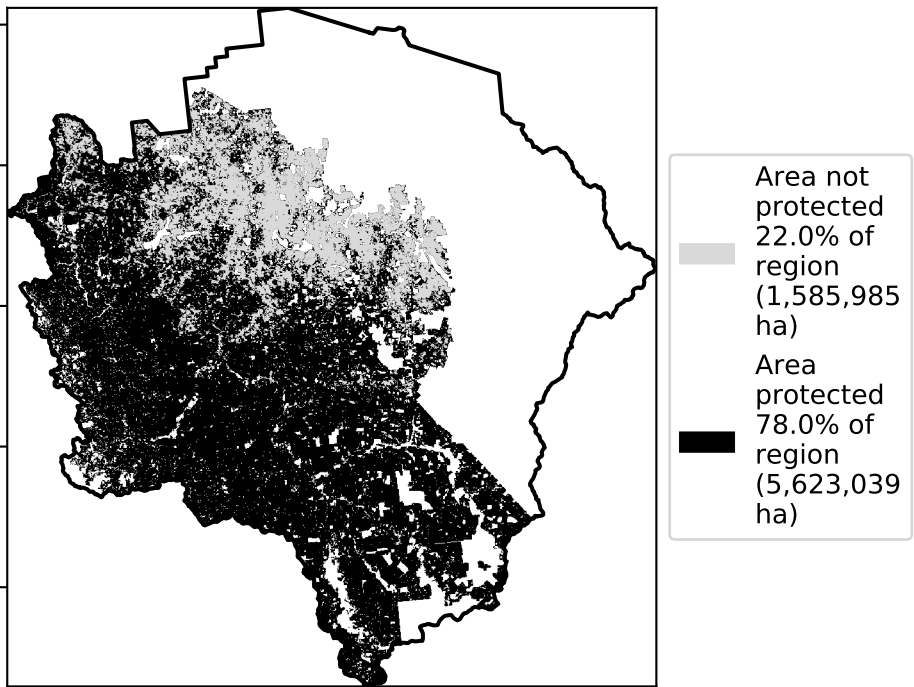 Area not
protected
22.0% of
region
(1,585,985
ha)
Area
protected
78.0% of
region
(5,623,039
ha)